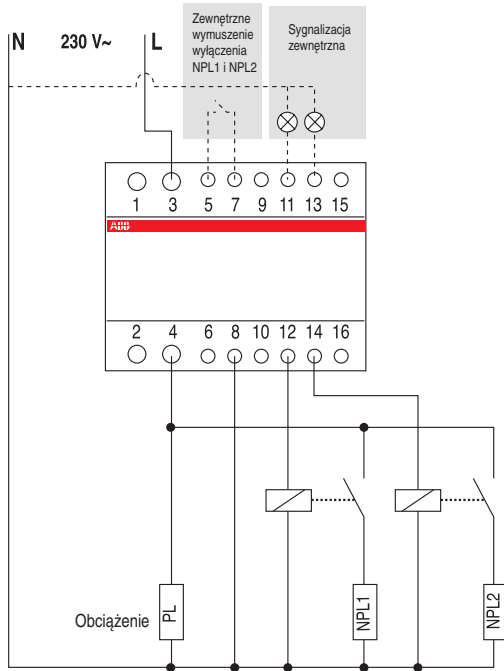 N 230 V~ L
Zewnętrzne
wymuszenie
wyłączenia
NPL1 i NPL2
Sygnalizacja
zewnętrzna
1 3 5 7 9 11 13 15
ABB
2 4 6 8 10 12 14 16
Obciążenie PL NPL1 NPL2